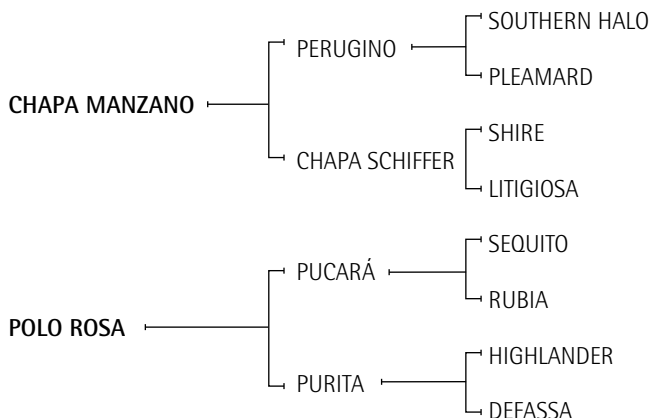 SOUTHERN HALO
PERUGINO
PLEAMARD
CHAPA MANZANO
SHIRE
CHAPA SCHIFFER
LITIGIOSA
SEQUITO
PUCARÁ
RUBIA
POLO ROSA
HIGHLANDER
PURITA
DEFASSA